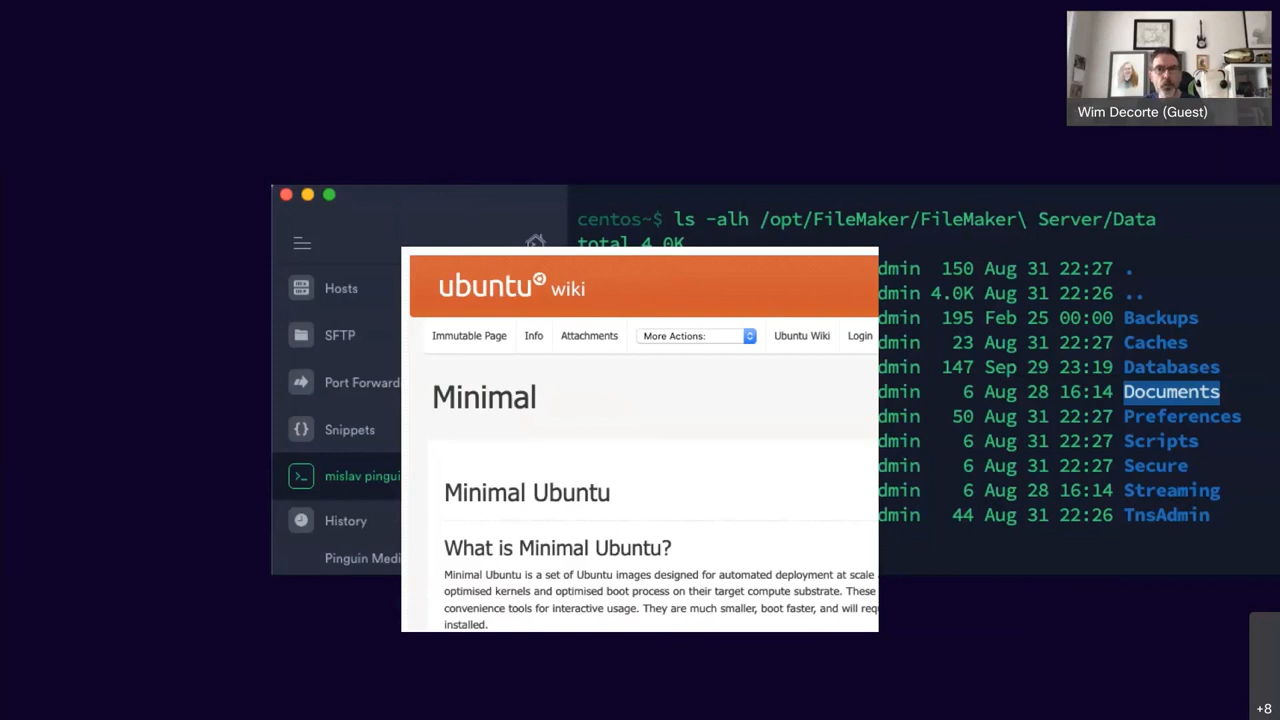 Wim Decorte (Guest)
centos~$ ls -alh /opt/FileMaker/FileMaker\ Server/Data
total 4.0K
Hosts
SFTP
Port Forward
Snippets
mislav pingui
History
Pinguin Medi
dmin 150 Aug 31 22:27 .
dmin 4.0K Aug 31 22:26 ..
dmin 195 Feb 25 00:00 Backups
dmin 23 Aug 31 22:27 Caches
dmin 147 Sep 29 23:19 Databases
dmin 6 Aug 28 16:14 Documents
dmin 50 Aug 31 22:27 Preferences
dmin 6 Aug 31 22:27 Scripts
dmin 6 Aug 31 22:27 Secure
dmin 6 Aug 28 16:14 Streaming
dmin 44 Aug 31 22:26 TnsAdmin
ubuntu wiki
Immutable Page Info Attachments More Actions: Ubuntu Wiki Login
Minimal
Minimal Ubuntu
What is Minimal Ubuntu?
Minimal Ubuntu is a set of Ubuntu images designed for automated deployment at scale
optimised kernels and optimised boot process on their target compute substrate. These
convenience tools for interactive usage. They are much smaller, boot faster, and will requ
installed.
+8